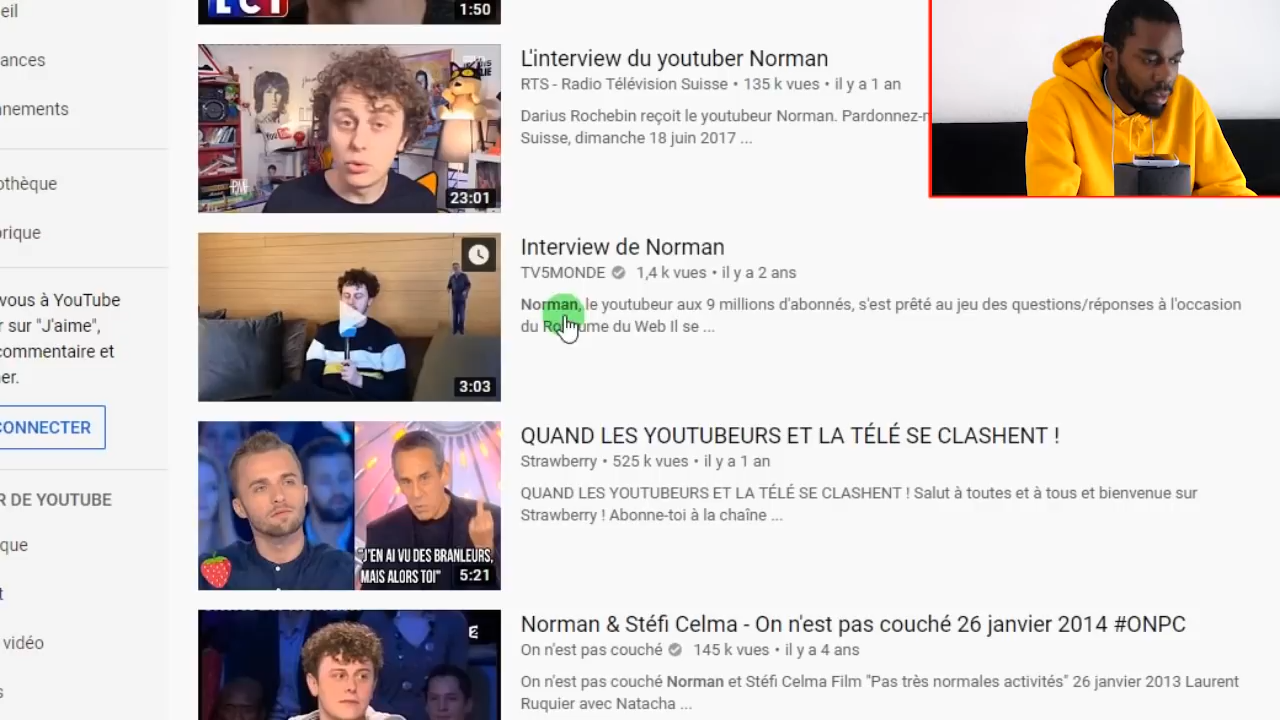 LCI
1:50
eil
ances
nnements
othèque
orique
vous à YouTube
r sur "J'aime",
commentaire et
ner.
CONNECTER
R DE YOUTUBE
que
t
vidéo
s
23:01
L'interview du youtuber Norman
RTS - Radio Télévision Suisse • 135 k vues • il y a 1 an
Darius Rochebin reçoit le youtubeur Norman. Pardonnez-
Suisse, dimanche 18 juin 2017 ...
3:03
Interview de Norman
TV5MONDE 1,4 k vues • il y a 2 ans
Norman, le youtubeur aux 9 millions d'abonnés, s'est prêté au jeu des questions/réponses à l'occasion
du Royaume du Web Il se ...
"J'EN AI VU DES BRANLEURS,
MAIS ALORS TOI"
5:21
QUAND LES YOUTUBEURS ET LA TÉLÉ SE CLASHENT !
Strawberry • 525 k vues • il y a 1 an
QUAND LES YOUTUBEURS ET LA TÉLÉ SE CLASHENT ! Salut à toutes et à tous et bienvenue sur
Strawberry ! Abonne-toi à la chaîne ...
2
Norman & Stéfi Celma - On n'est pas couché 26 janvier 2014 #ONPC
On n'est pas couché 145 k vues • il y a 4 ans
On n'est pas couché Norman et Stéfi Celma Film "Pas très normales activités" 26 janvier 2013 Laurent
Ruquier avec Natacha ...